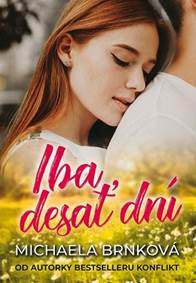 Iba
desať dní
MICHAELA BRNKOVÁ
OD AUTORKY BESTSELLERU KONFLIKT